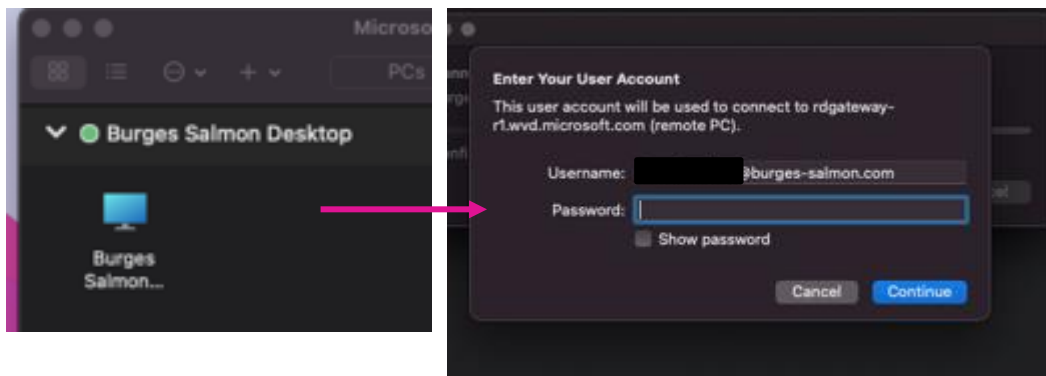 Microso
PCs
Burges Salmon Desktop
Burges
Salmon...
Enter Your User Account
This user account will be used to connect to rdgateway-
r1.wvd.microsoft.com (remote PC).
Username: @burges-salmon.com
Password:
Show password
Cancel Continue